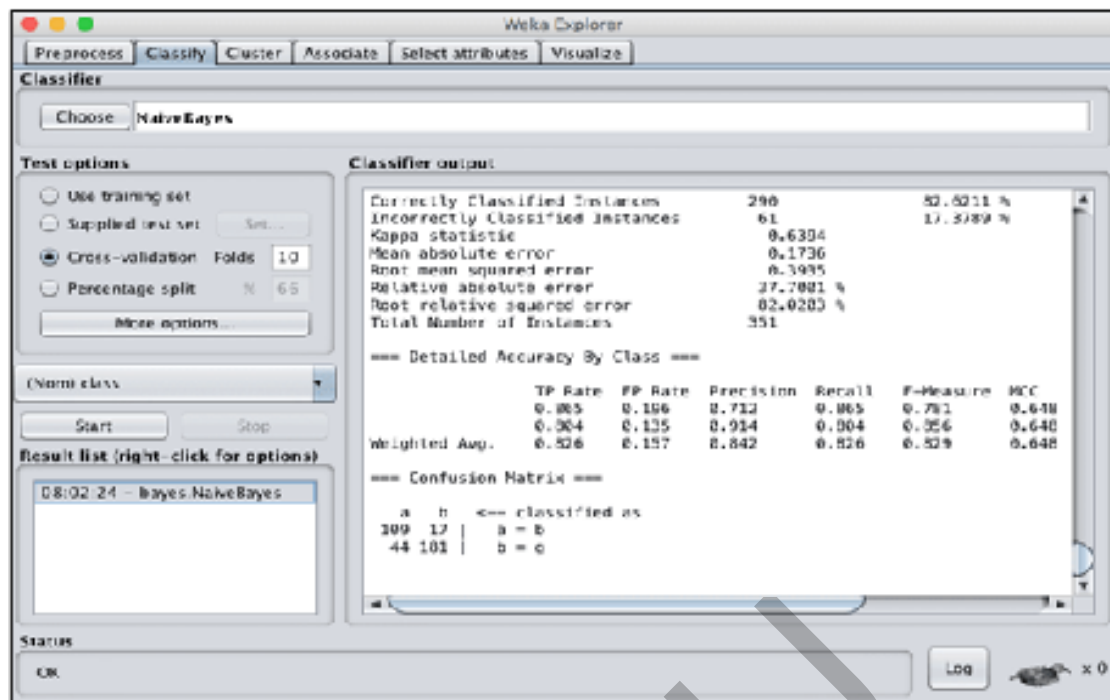 Weka Explorer
Preprocess Classify Cluster Associate Select attributes Visualize
Classifier
Choose NaiveBayes
Test options
Use training set
Supplied test set Set...
Cross-validation Folds 10
Percentage split % 66
More options...
(Nom) class
Start Stop
Result list (right-click for options)
08:02:24 - bayes.NaiveBayes
Classifier output
Correctly Classified Instances 290 82.6211 %
Incorrectly Classified Instances 61 17.3789 %
Kappa statistic 0.6394
Mean absolute error 0.1736
Root mean squared error 0.3935
Relative absolute error 37.7001 %
Root relative squared error 82.0203 %
Total Number of Instances 351
=== Detailed Accuracy By Class ===
TP Rate FP Rate Precision Recall F-Measure MCC
0.865 0.196 0.712 0.865 0.781 0.648
0.804 0.135 0.914 0.804 0.856 0.648
Weighted Avg. 0.826 0.157 0.842 0.826 0.829 0.648
=== Confusion Matrix ===
a b <-- classified as
109 17 | a = b
44 181 | b = g
Status
OK
Log x 0